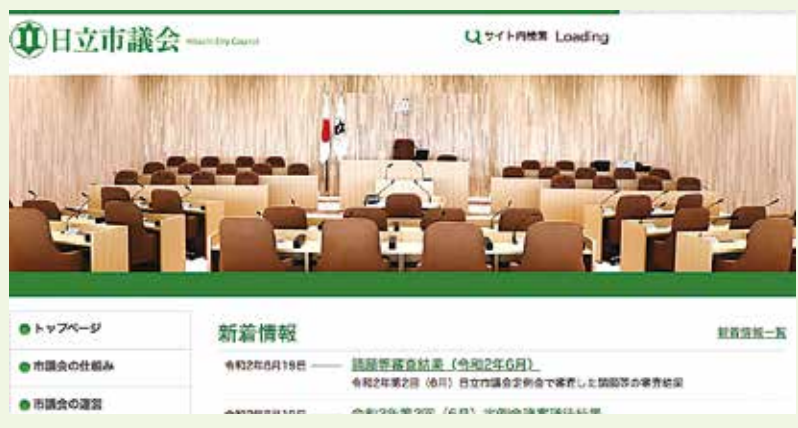 日立市議会 Hitachi City Council
サイト内検索 Loading
トップページ
市議会の仕組み
市議会の運営
新着情報
新着情報一覧
令和2年6月19日 請願等審査結果（令和2年6月）
令和2年第2回（6月）日立市議会定例会で審査した請願等の審査結果